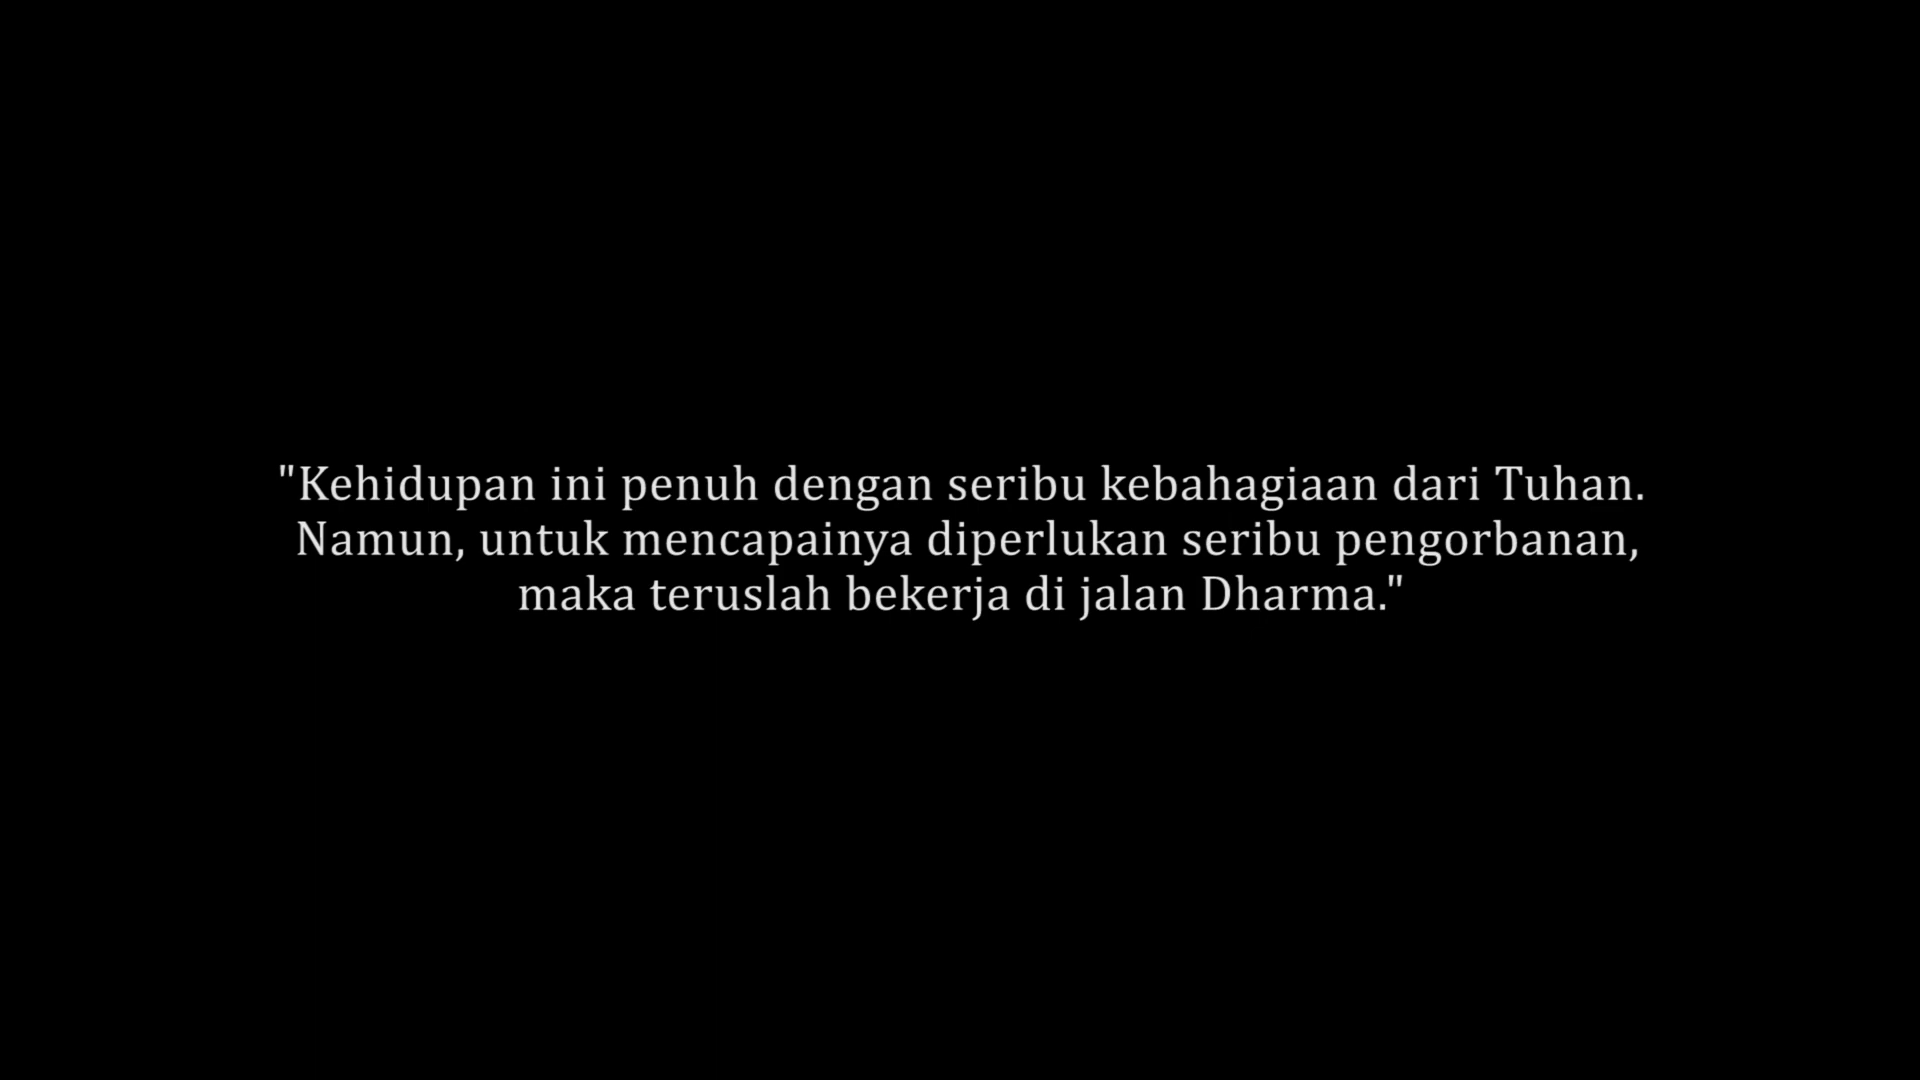 "Kehidupan ini penuh dengan seribu kebahagiaan dari Tuhan.
Namun, untuk mencapainya diperlukan seribu pengorbanan,
maka teruslah bekerja di jalan Dharma."